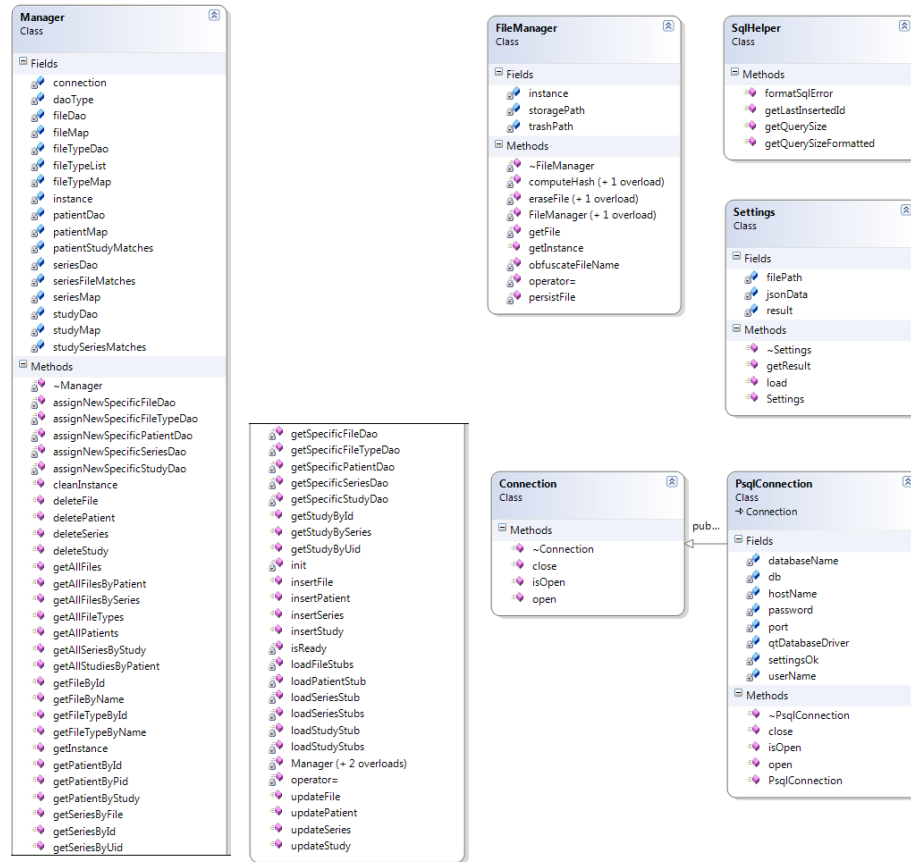 Manager
Class
Fields
connection
daoType
fileDao
fileMap
fileTypeDao
fileTypeList
fileTypeMap
instance
patientDao
patientMap
patientStudyMatches
seriesDao
seriesFileMatches
seriesMap
studyDao
studyMap
studySeriesMatches
Methods
~Manager
assignNewSpecificFileDao
assignNewSpecificFileTypeDao
assignNewSpecificPatientDao
assignNewSpecificSeriesDao
assignNewSpecificStudyDao
cleanInstance
deleteFile
deletePatient
deleteSeries
deleteStudy
getAllFiles
getAllFilesByPatient
getAllFilesBySeries
getAllFileTypes
getAllPatients
getAllSeriesByStudy
getAllStudiesByPatient
getFileById
getFileByName
getFileTypeById
getFileTypeByName
getInstance
getPatientById
getPatientByPid
getPatientByStudy
getSeriesByFile
getSeriesById
getSeriesByUid
getSpecificFileDao
getSpecificFileTypeDao
getSpecificPatientDao
getSpecificSeriesDao
getSpecificStudyDao
getStudyById
getStudyBySeries
getStudyByUid
init
insertFile
insertPatient
insertSeries
insertStudy
isReady
loadFileStubs
loadPatientStub
loadSeriesStub
loadSeriesStubs
loadStudyStub
loadStudyStubs
Manager (+ 2 overloads)
operator=
updateFile
updatePatient
updateSeries
updateStudy
FileManager
Class
Fields
instance
storagePath
trashPath
Methods
~FileManager
computeHash (+ 1 overload)
eraseFile (+ 1 overload)
FileManager (+ 1 overload)
getFile
getInstance
obfuscateFileName
operator=
persistFile
SqlHelper
Class
Methods
formatSqlError
getLastInsertedId
getQuerySize
getQuerySizeFormatted
Settings
Class
Fields
filePath
jsonData
result
Methods
~Settings
getResult
load
Settings
Connection
Class
Methods
~Connection
close
isOpen
open
pub...
PsqlConnection
Class
Connection
Fields
databaseName
db
hostName
password
port
qtDatabaseDriver
settingsOk
userName
Methods
~PsqlConnection
close
isOpen
open
PsqlConnection